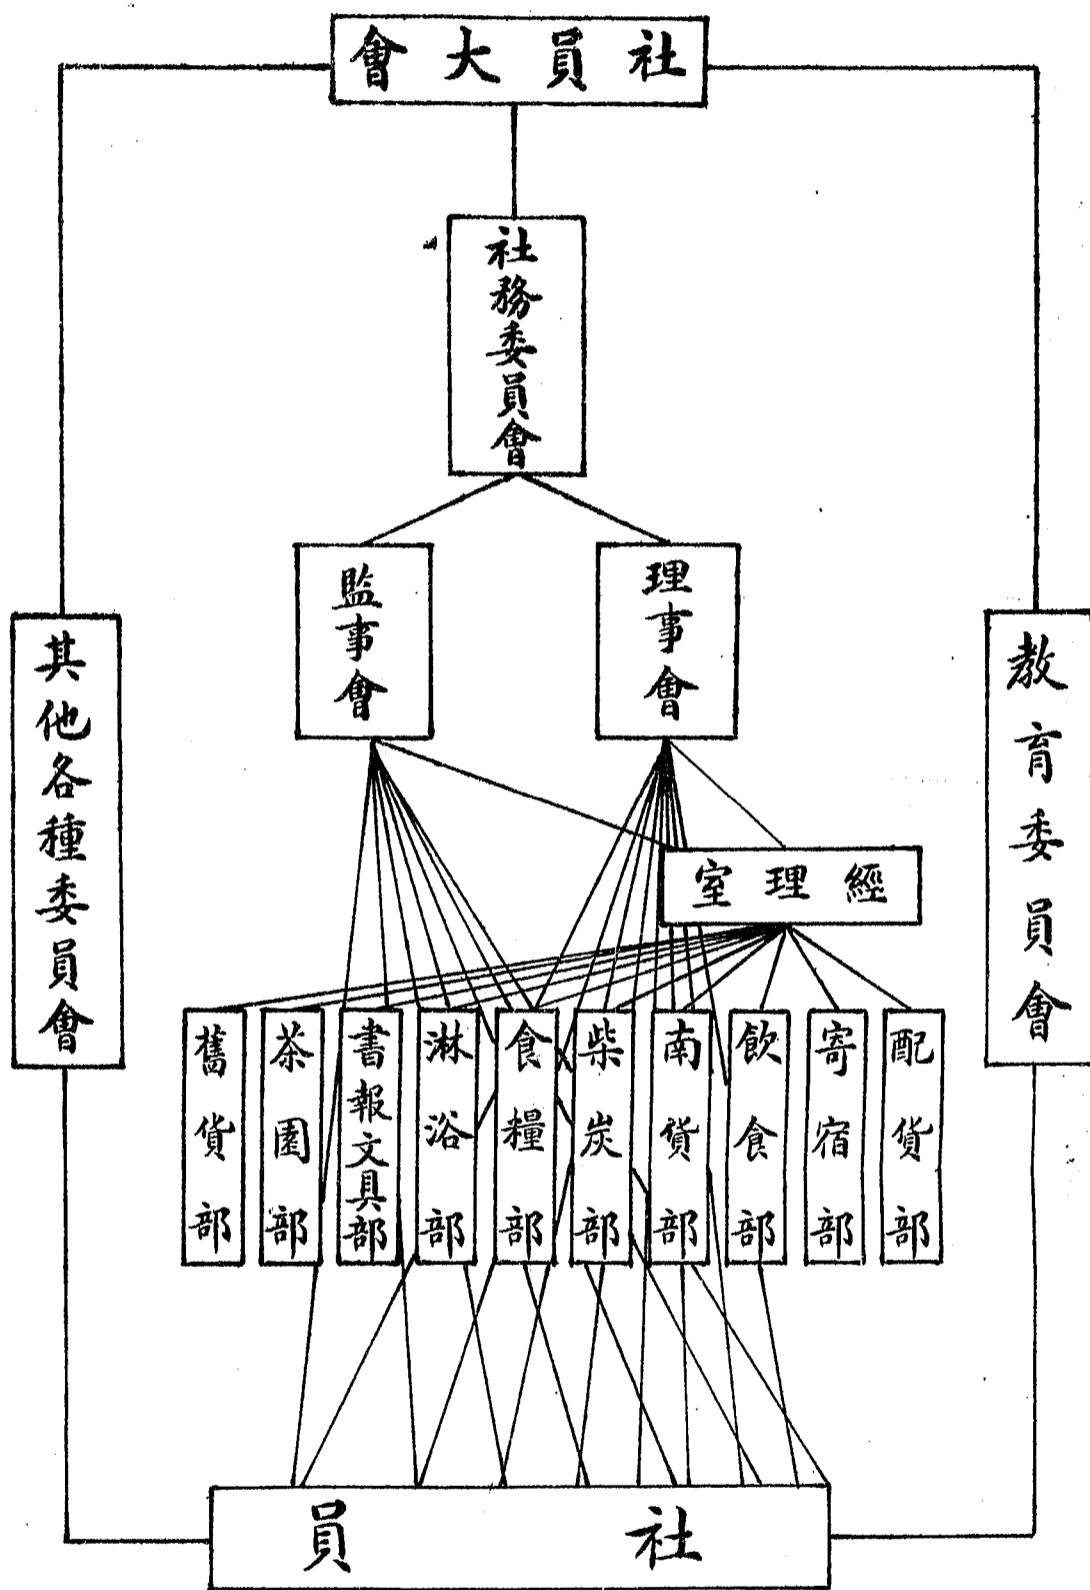 社員大會
社務委員會
理事會
監事會
教育委員會
其他各種委員會
經理室
配貨部
寄宿部
飲食部
南貨部
柴炭部
食糧部
淋浴部
書報文具部
茶園部
舊貨部
社員